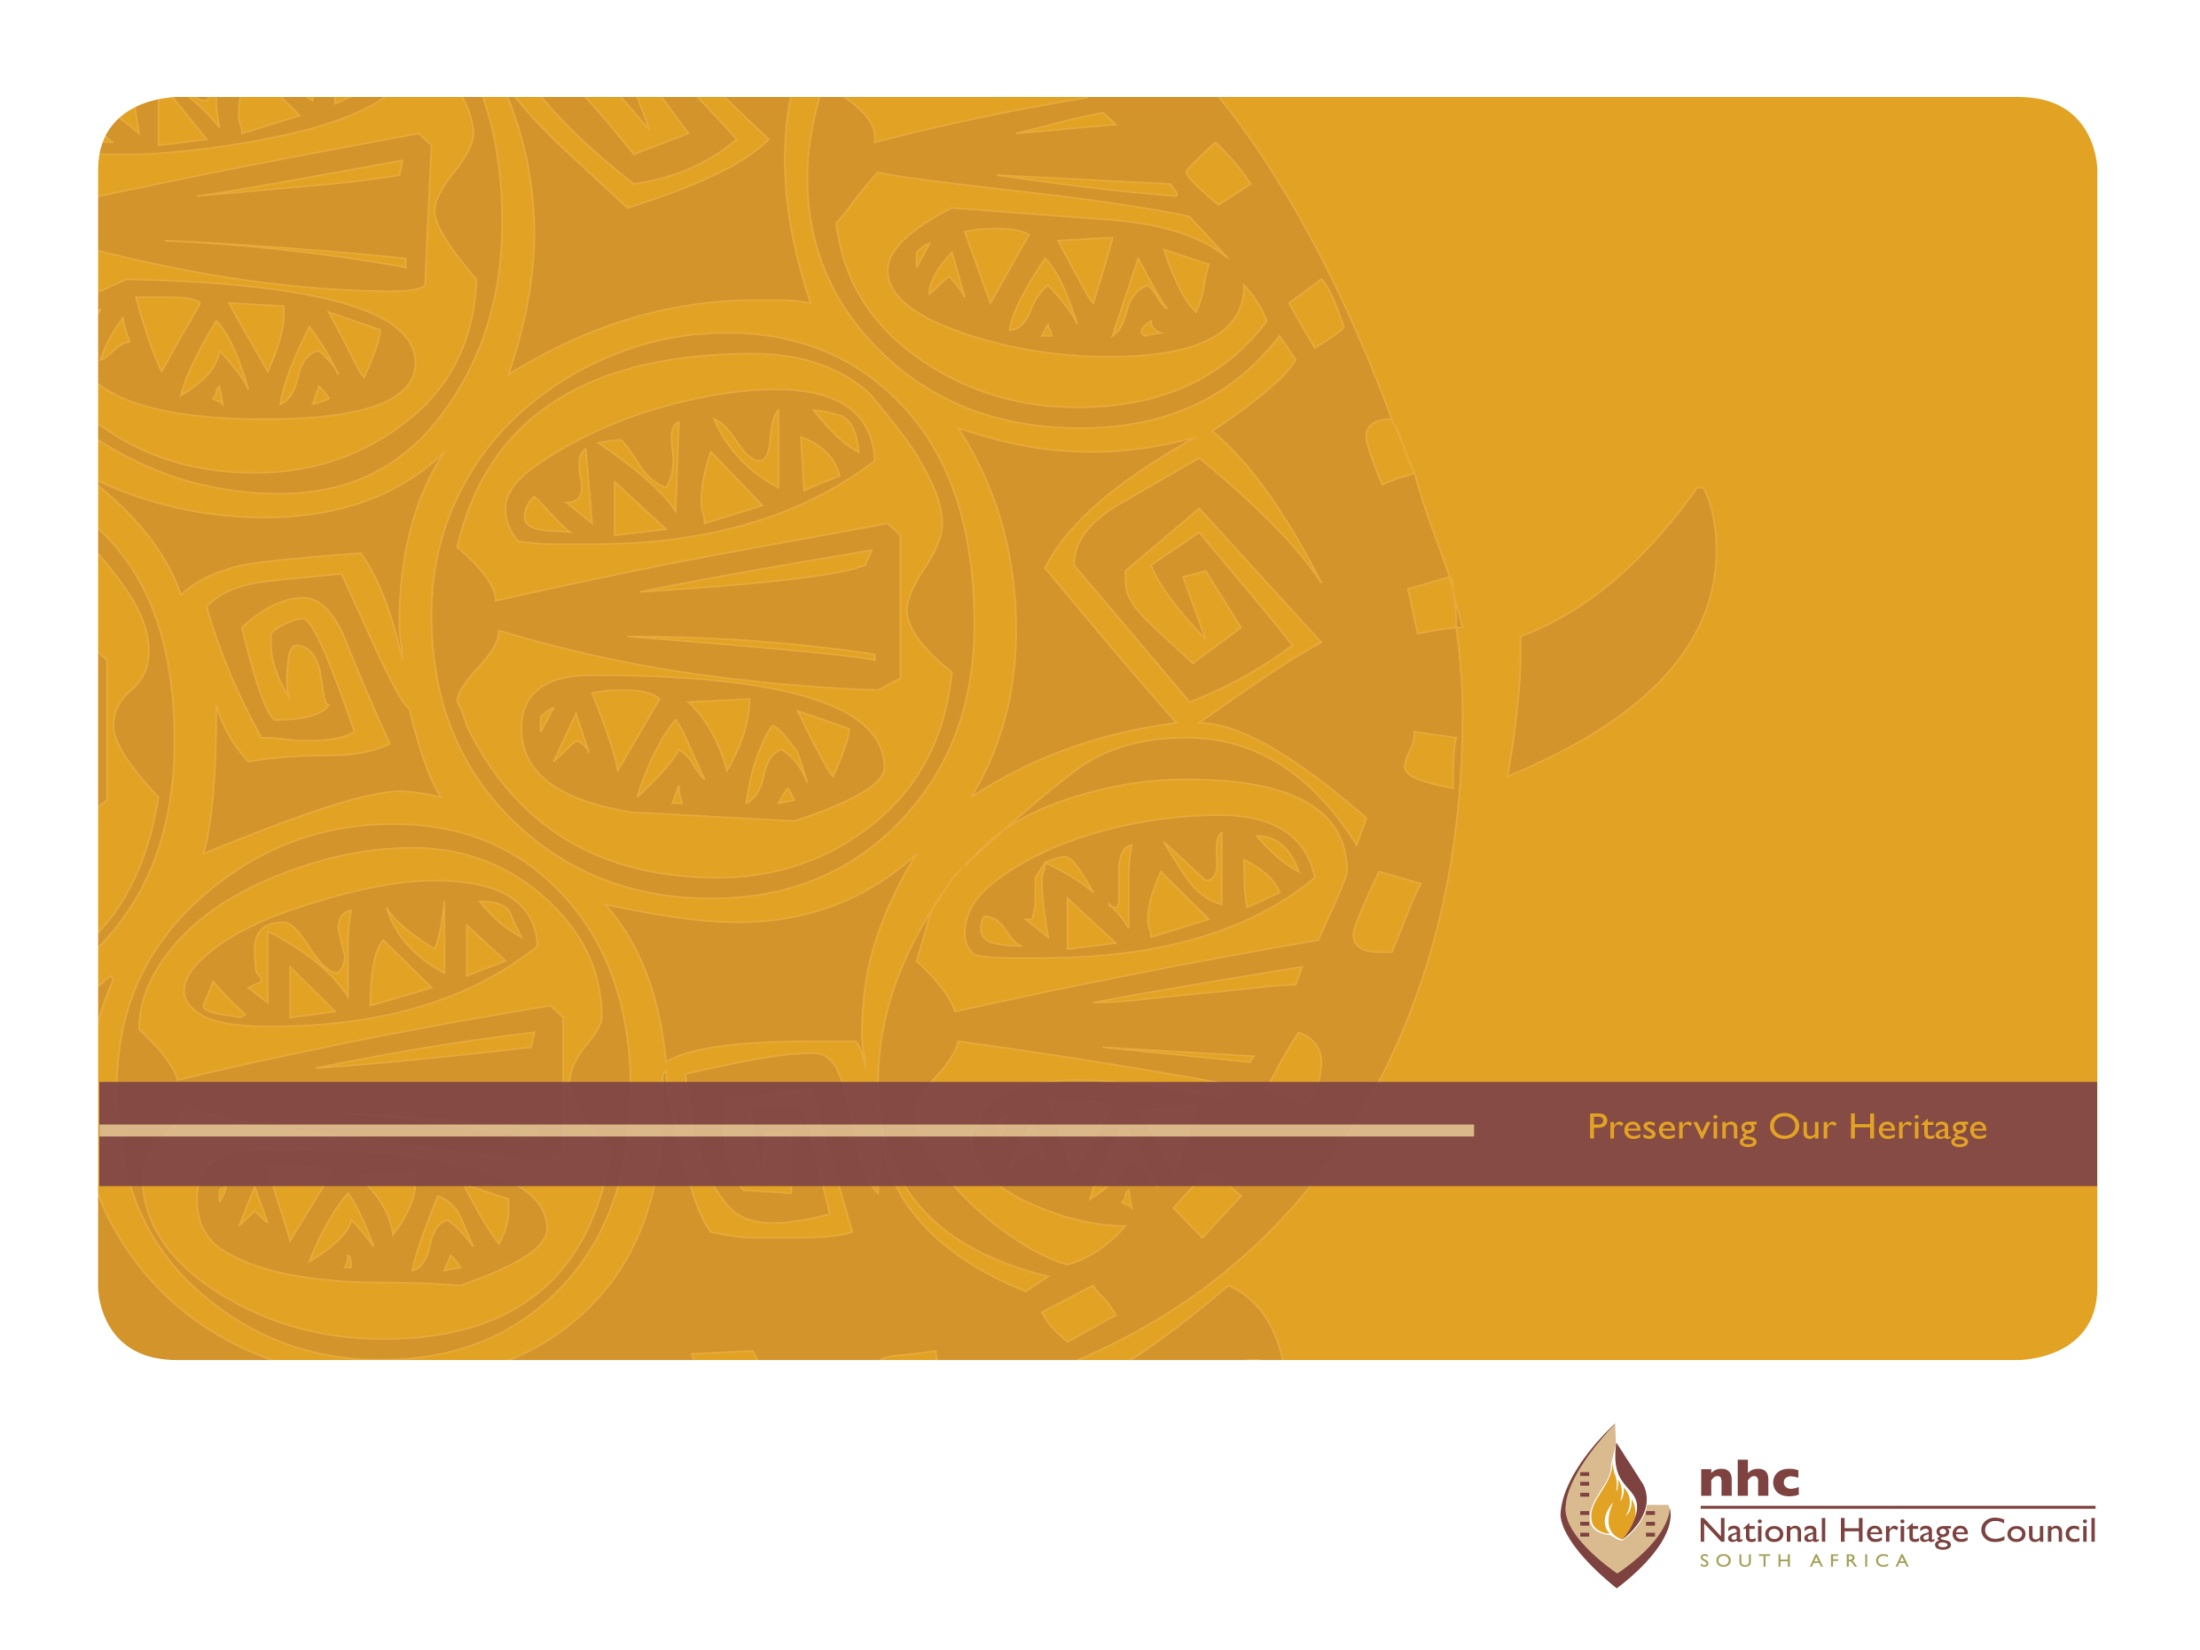 Preserving Our Heritage
nhc
National Heritage Council
SOUTH AFRICA